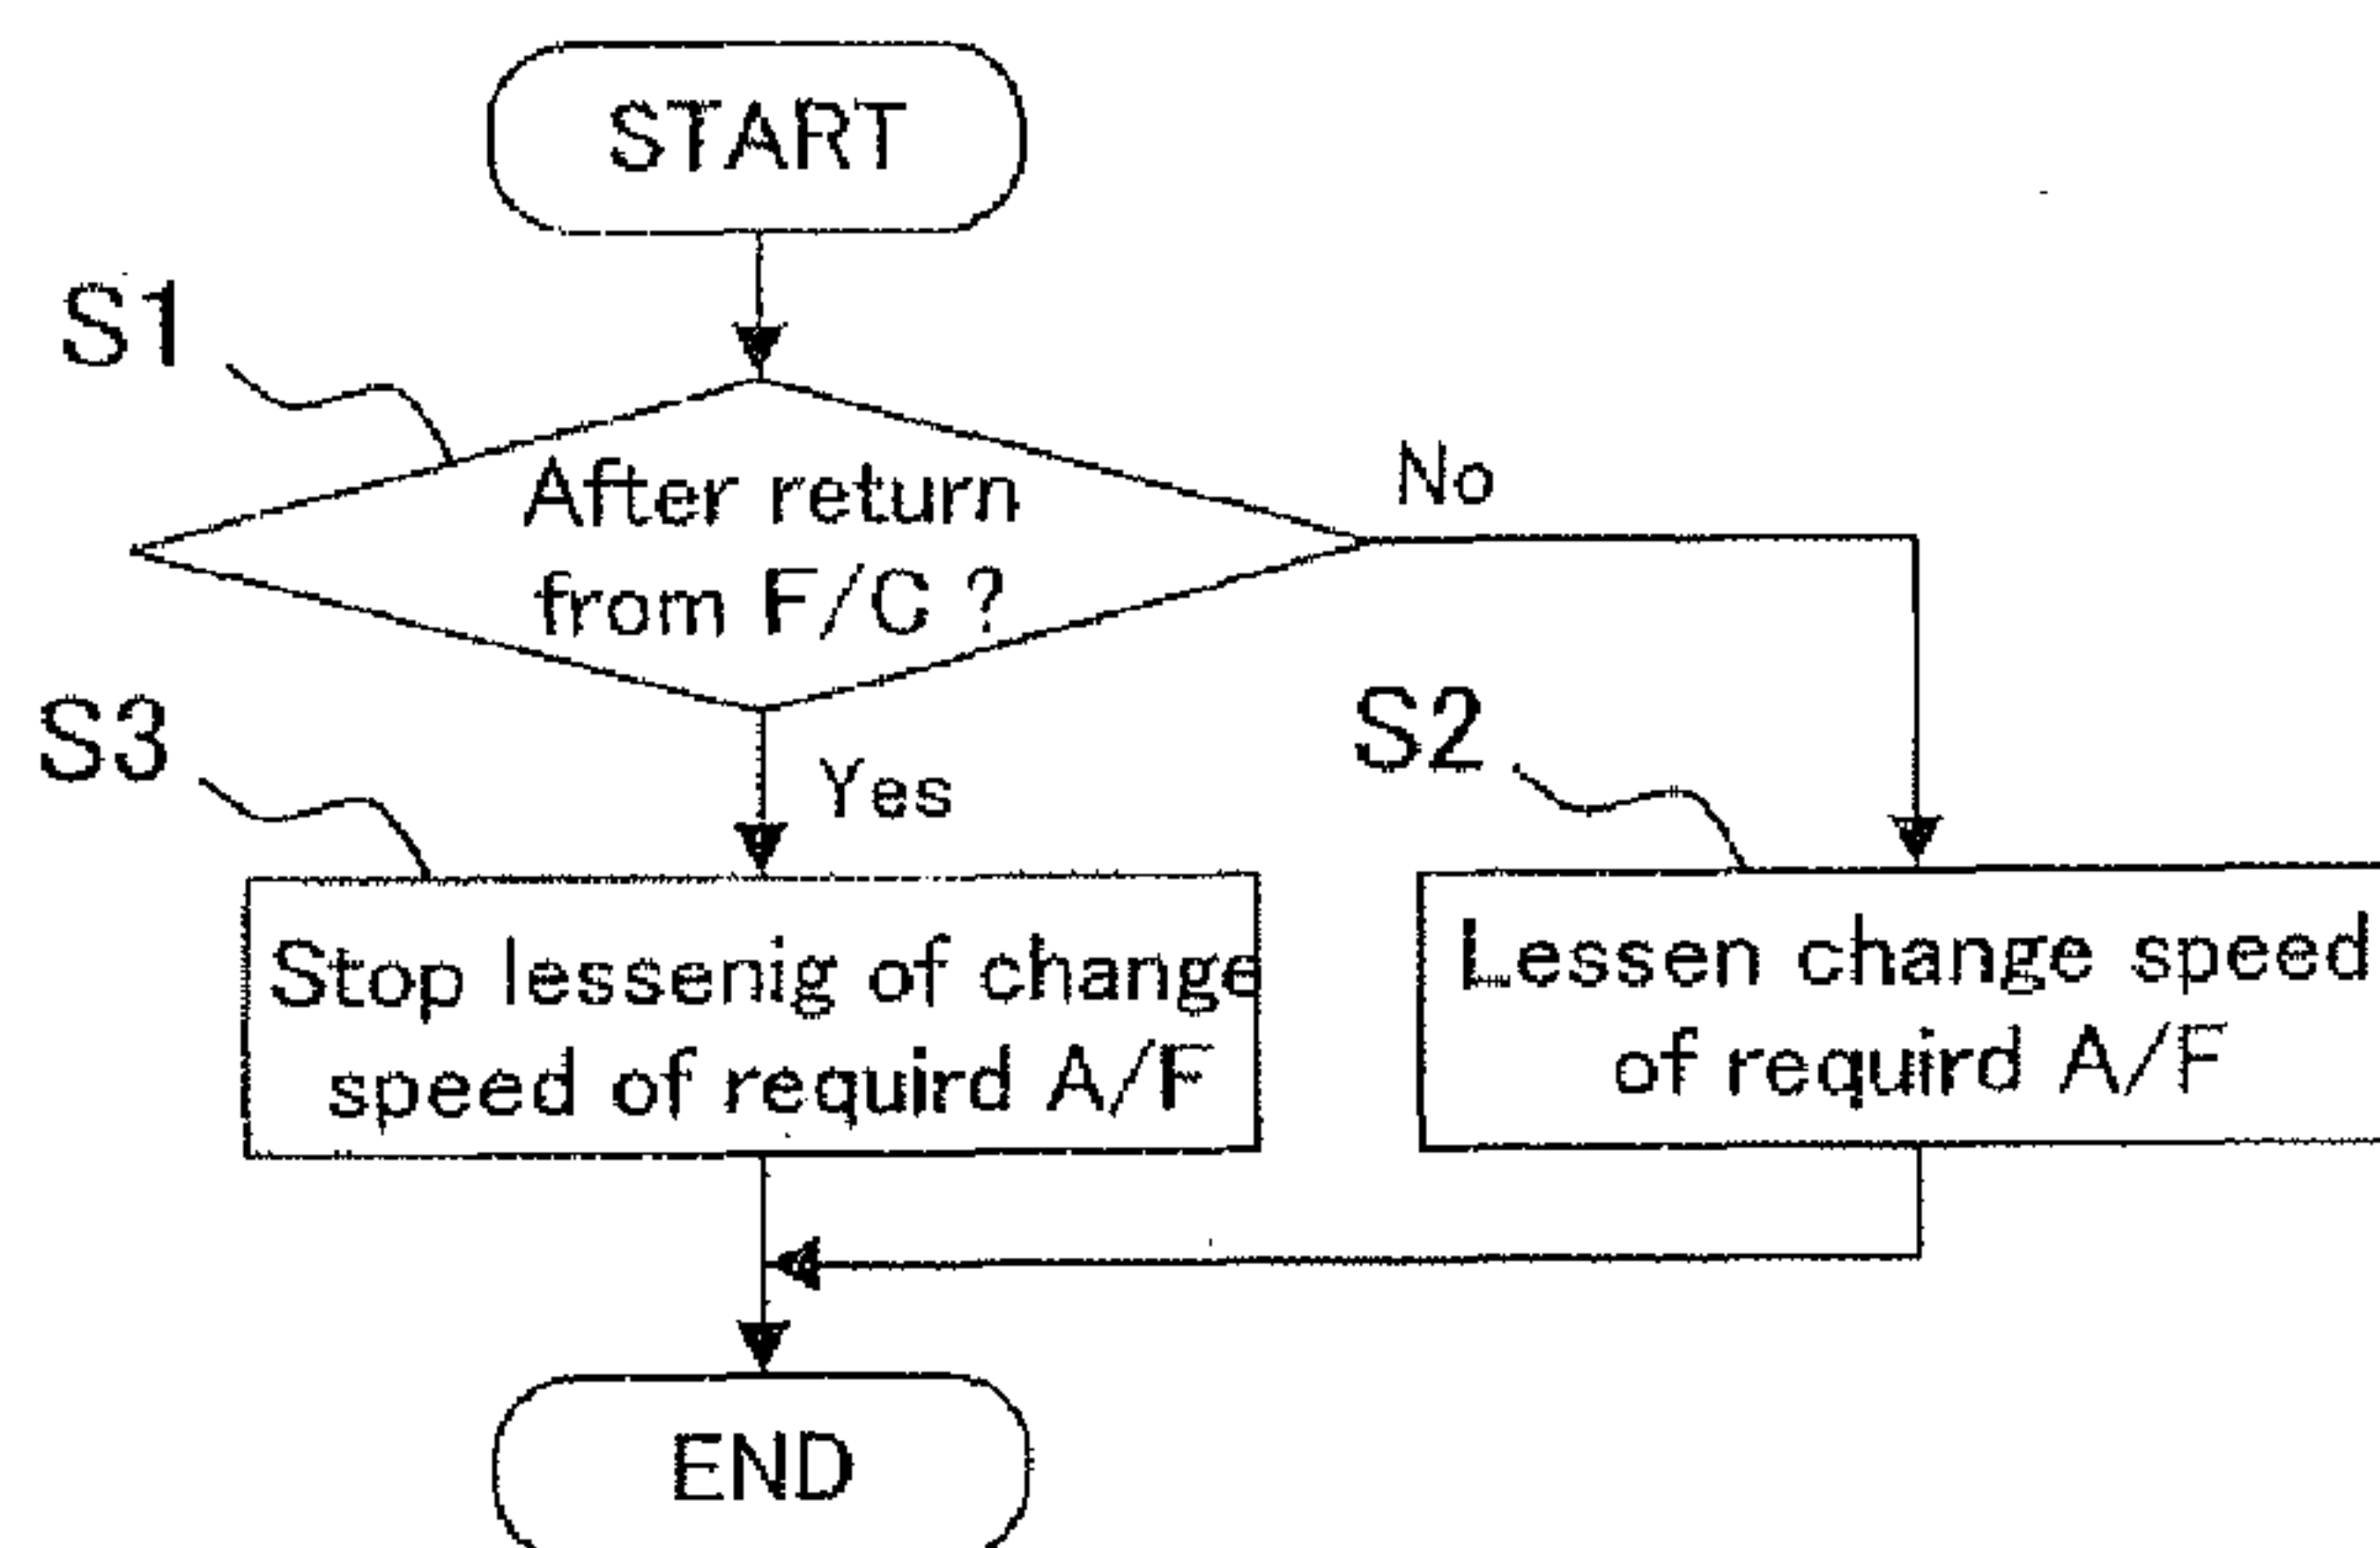 START
S1
After return
from F/C ?
No
Yes
S3
Stop lessenig of change
speed of requird A/F
S2
Lessen change speed
of requird A/F
END